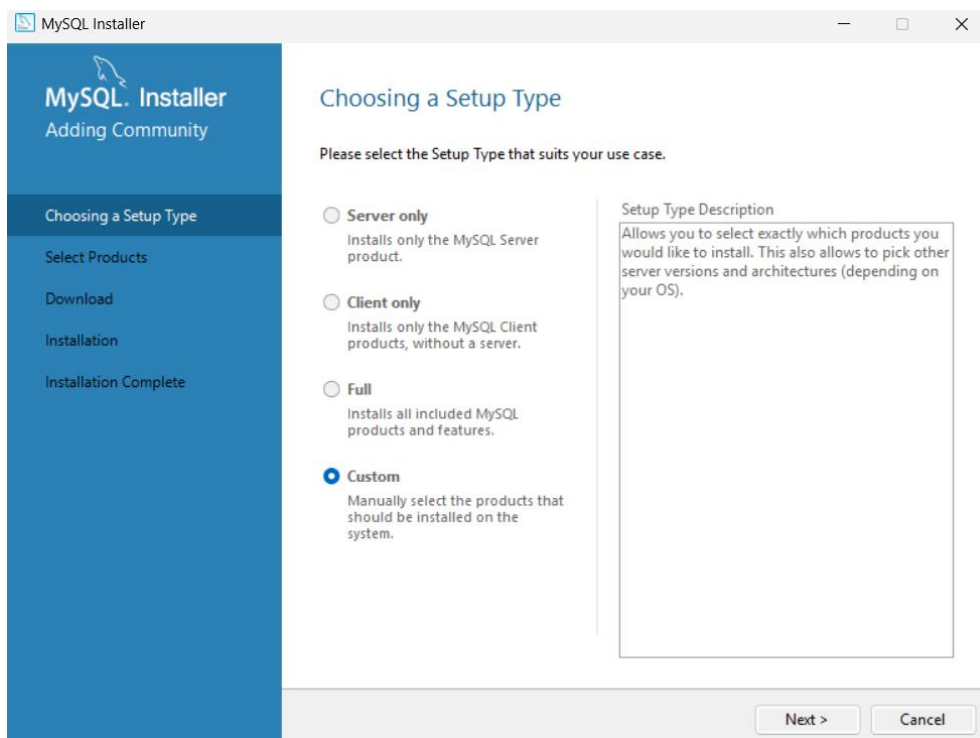 MySQL Installer
MySQL. Installer
Adding Community
Choosing a Setup Type
Select Products
Download
Installation
Installation Complete
Choosing a Setup Type
Please select the Setup Type that suits your use case.
Server only
Installs only the MySQL Server
product.
Client only
Installs only the MySQL Client
products, without a server.
Full
Installs all included MySQL
products and features.
Custom
Manually select the products that
should be installed on the
system.
Setup Type Description
Allows you to select exactly which products you
would like to install. This also allows to pick other
server versions and architectures (depending on
your OS).
Next >
Cancel